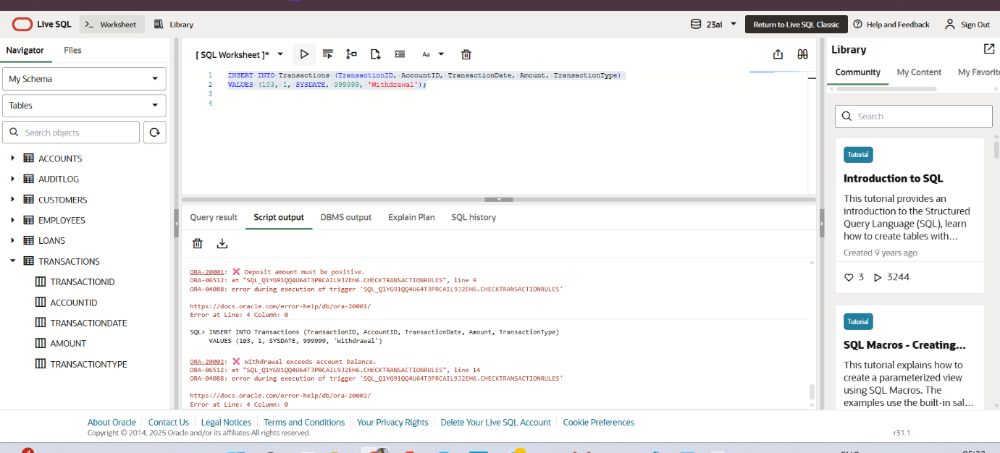 Live SQL
Worksheet
Library
23ai
Return to Live SQL Classic
Help and Feedback
Sign Out
Navigator
Files
My Schema
Tables
Search objects
ACCOUNTS
AUDITLOG
CUSTOMERS
EMPLOYEES
LOANS
TRANSACTIONS
TRANSACTIONID
ACCOUNTID
TRANSACTIONDATE
AMOUNT
TRANSACTIONTYPE
[ SQL Worksheet ]*
Aa
1 INSERT INTO Transactions (TransactionID, AccountID, TransactionDate, Amount, TransactionType)
2 VALUES (103, 1, SYSDATE, 999999, 'Withdrawal');
3
4
Query result
Script output
DBMS output
Explain Plan
SQL history
ORA-20001: ❌ Deposit amount must be positive.
ORA-06512: at "SQL_Q1YG91QQ4U64T3PRCAIL9J2EH6.CHECKTRANSACTIONRULES", line 9
ORA-04088: error during execution of trigger 'SQL_Q1YG91QQ4U64T3PRCAIL9J2EH6.CHECKTRANSACTIONRULES'
https://docs.oracle.com/error-help/db/ora-20001/
Error at Line: 4 Column: 0
SQL> INSERT INTO Transactions (TransactionID, AccountID, TransactionDate, Amount, TransactionType)
VALUES (103, 1, SYSDATE, 999999, 'Withdrawal')
ORA-20002: ❌ Withdrawal exceeds account balance.
ORA-06512: at "SQL_Q1YG91QQ4U64T3PRCAIL9J2EH6.CHECKTRANSACTIONRULES", line 14
ORA-04088: error during execution of trigger 'SQL_Q1YG91QQ4U64T3PRCAIL9J2EH6.CHECKTRANSACTIONRULES'
https://docs.oracle.com/error-help/db/ora-20002/
Error at Line: 4 Column: 0
Library
Community
My Content
My Favorit
Search
Tutorial
Introduction to SQL
This tutorial provides an
introduction to the Structured
Query Language (SQL), learn
how to create tables with...
Created 9 years ago
3
3244
Tutorial
SQL Macros - Creating...
This tutorial explains how to
create a parameterized view
using SQL Macros. The
examples use the built-in sal...
About Oracle
Contact Us
Legal Notices
Terms and Conditions
Your Privacy Rights
Delete Your Live SQL Account
Cookie Preferences
Copyright © 2014, 2025 Oracle and/or its affiliates All rights reserved.
r31.1